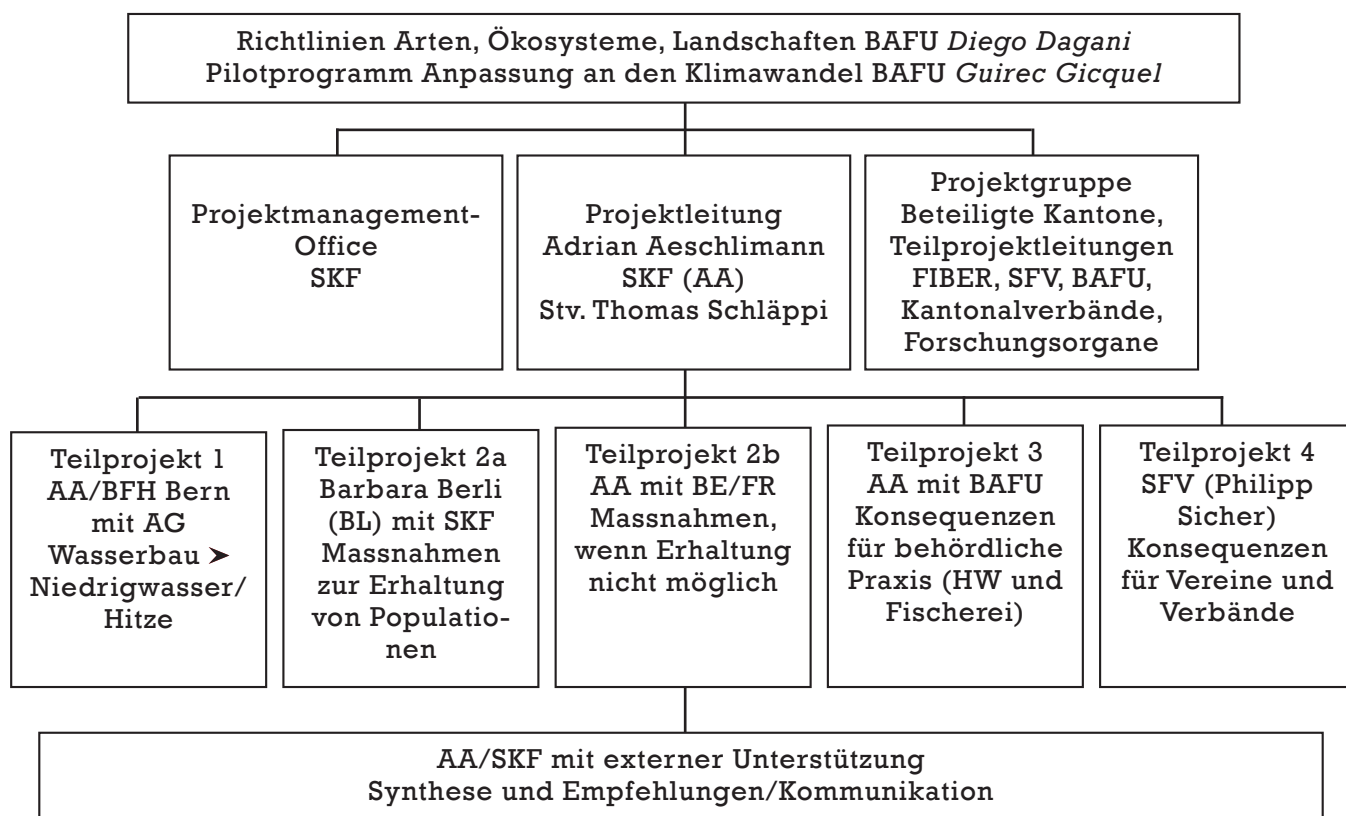 Richtlinien Arten, Ökosysteme, Landschaften BAFU Diego Dagani
Pilotprogramm Anpassung an den Klimawandel BAFU Guirec Gicquel
Projektmanagement-
Office
SKF
Projektleitung
Adrian Aeschlimann
SKF (AA)
Stv. Thomas Schläppi
Projektgruppe
Beteiligte Kantone,
Teilprojektleitungen
FIBER, SFV, BAFU,
Kantonalverbände,
Forschungsorgane
Teilprojekt 1
AA/BFH Bern
mit AG
Wasserbau ➤
Niedrigwasser/
Hitze
Teilprojekt 2a
Barbara Berli
(BL) mit SKF
Massnahmen
zur Erhaltung
von Populatio-
nen
Teilprojekt 2b
AA mit BE/FR
Massnahmen,
wenn Erhaltung
nicht möglich
Teilprojekt 3
AA mit BAFU
Konsequenzen
für behördliche
Praxis (HW und
Fischerei)
Teilprojekt 4
SFV (Philipp
Sicher)
Konsequenzen
für Vereine und
Verbände
AA/SKF mit externer Unterstützung
Synthese und Empfehlungen/Kommunikation